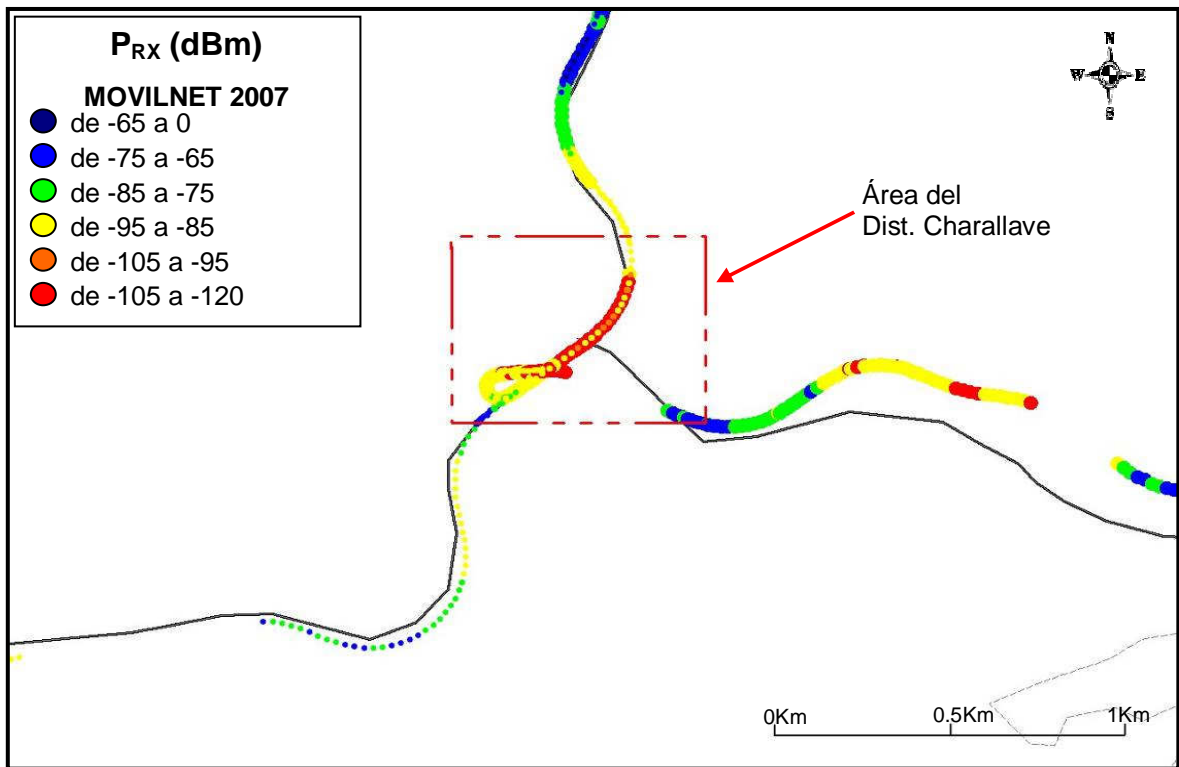 P_RX (dBm)
MOVILNET 2007
de -65 a 0
de -75 a -65
de -85 a -75
de -95 a -85
de -105 a -95
de -105 a -120
N
W E
S
Área del
Dist. Charallave
0Km 0.5Km 1Km